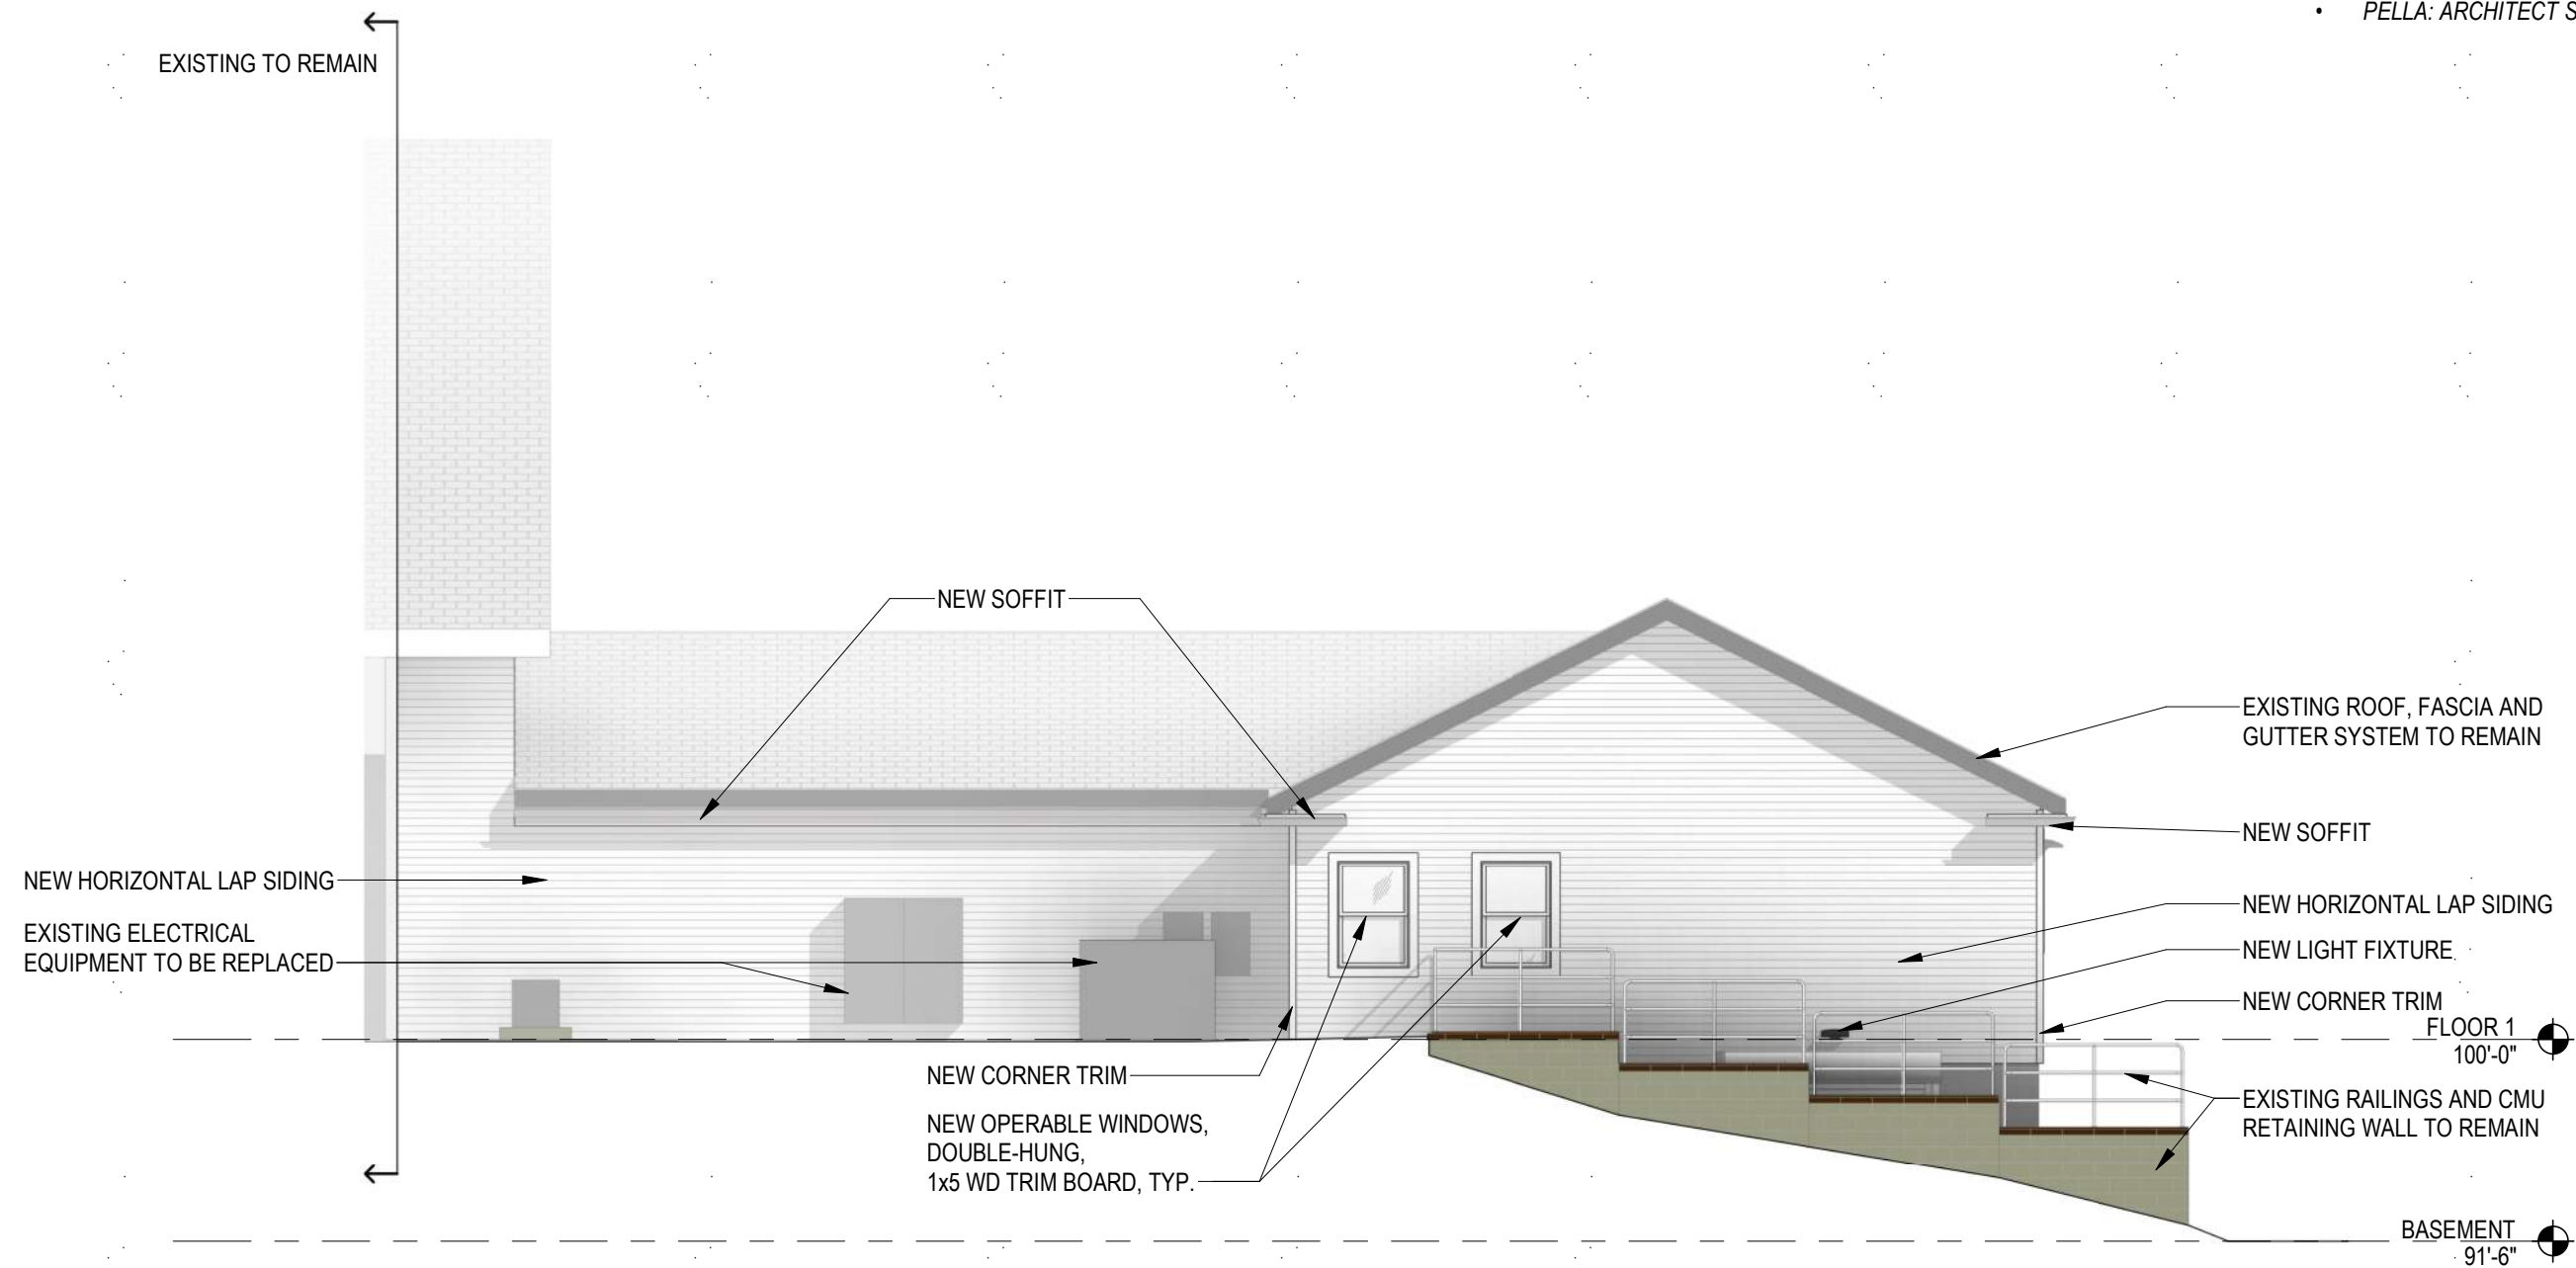 • PELLA: ARCHITECT S
EXISTING TO REMAIN
NEW SOFFIT
EXISTING ROOF, FASCIA AND
GUTTER SYSTEM TO REMAIN
NEW SOFFIT
NEW HORIZONTAL LAP SIDING
EXISTING ELECTRICAL
EQUIPMENT TO BE REPLACED
NEW HORIZONTAL LAP SIDING
NEW LIGHT FIXTURE
NEW CORNER TRIM
FLOOR 1
100'-0"
NEW CORNER TRIM
NEW OPERABLE WINDOWS,
DOUBLE-HUNG,
1x5 WD TRIM BOARD, TYP.
EXISTING RAILINGS AND CMU
RETAINING WALL TO REMAIN
BASEMENT
91'-6"